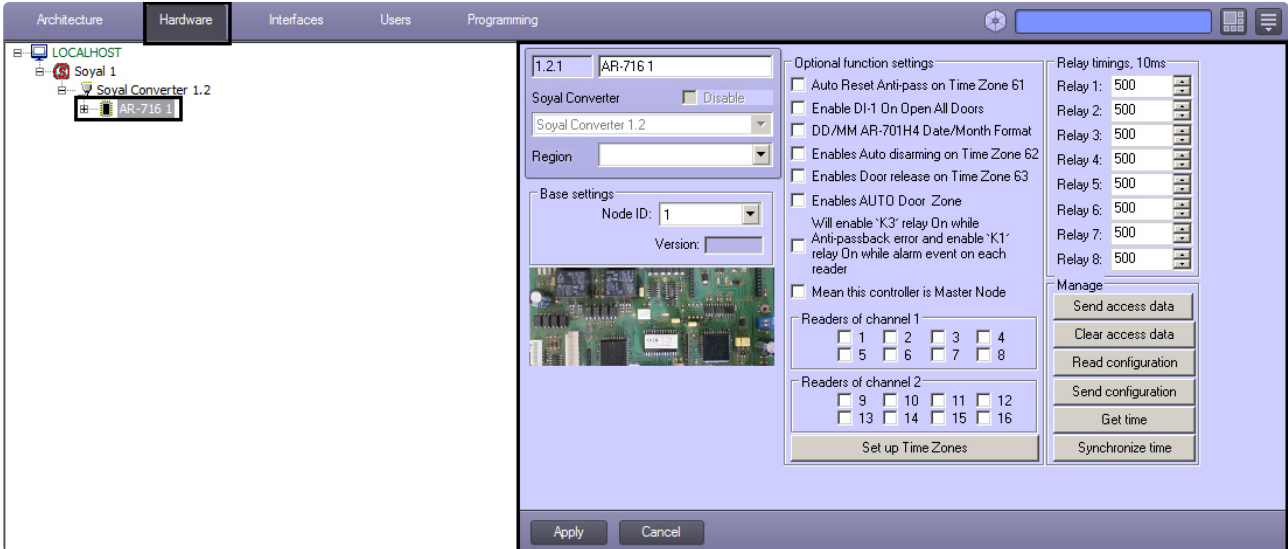 Architecture
Hardware
Interfaces
Users
Programming
LOCALHOST
Soyal 1
Soyal Converter 1.2
AR-716 1
1.2.1
AR-716 1
Soyal Converter
Disable
Soyal Converter 1.2
Region
Base settings
Node ID: 1
Version:
Optional function settings
Auto Reset Anti-pass on Time Zone 61
Enable DI-1 On Open All Doors
DD/MM AR-701H4 Date/Month Format
Enables Auto disarming on Time Zone 62
Enables Door release on Time Zone 63
Enables AUTO Door Zone
Will enable `K3´ relay On while
Anti-passback error and enable `K1´
relay On while alarm event on each
reader
Mean this controller is Master Node
Readers of channel 1
1 2 3 4
5 6 7 8
Readers of channel 2
9 10 11 12
13 14 15 16
Set up Time Zones
Relay timings, 10ms
Relay 1: 500
Relay 2: 500
Relay 3: 500
Relay 4: 500
Relay 5: 500
Relay 6: 500
Relay 7: 500
Relay 8: 500
Manage
Send access data
Clear access data
Read configuration
Send configuration
Get time
Synchronize time
Apply
Cancel